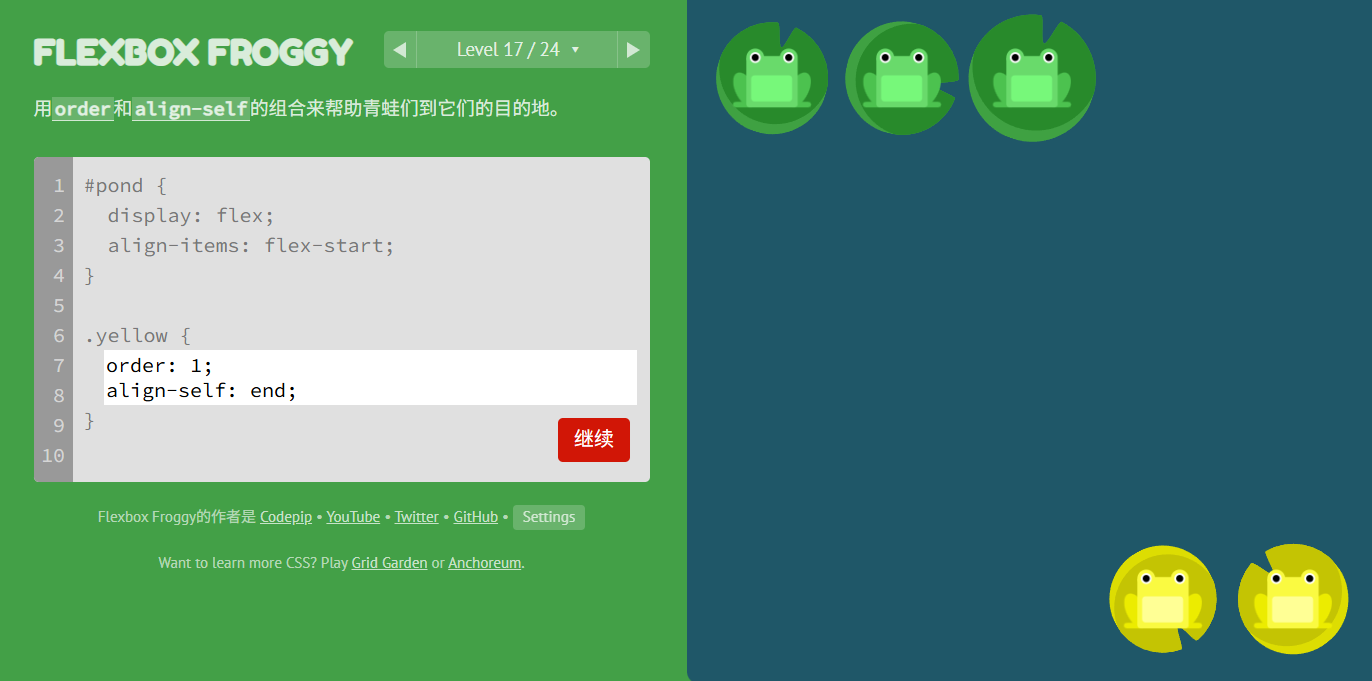 FLEXBOX FROGGY
◀ Level 17 / 24 ▼ ▶
用order和align-self的组合来帮助青蛙们到它们的目的地。
1 #pond {
2   display: flex;
3   align-items: flex-start;
4 }
5
6 .yellow {
7   order: 1;
8   align-self: end;
9 }
10
继续
Flexbox Froggy的作者是 Codepip • YouTube • Twitter • GitHub • Settings
Want to learn more CSS? Play Grid Garden or Anchoreum.